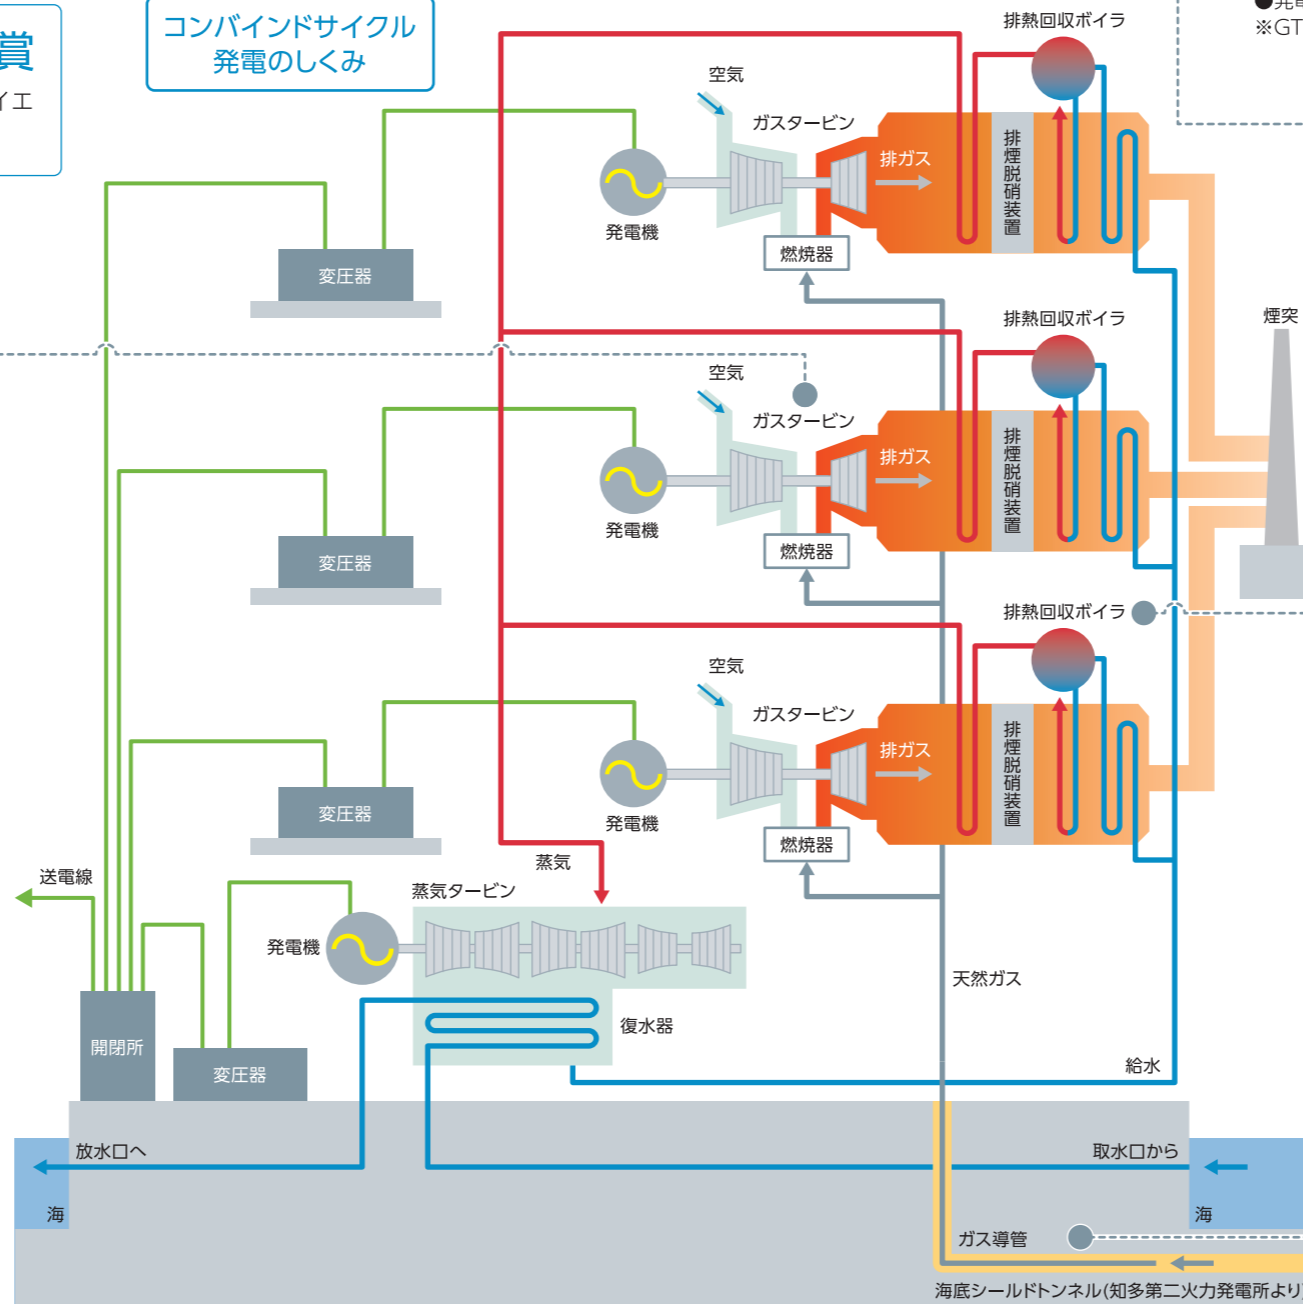 賞
イエ
コンバインドサイクル
発電のしくみ
●発電
※GT
排熱回収ボイラ
空気
ガスタービン
排ガス
排煙脱硝装置
発電機
燃焼器
変圧器
排熱回収ボイラ
煙突
空気
ガスタービン
排ガス
排煙脱硝装置
発電機
燃焼器
変圧器
排熱回収ボイラ
空気
ガスタービン
排ガス
排煙脱硝装置
発電機
燃焼器
変圧器
蒸気
送電線
蒸気タービン
発電機
天然ガス
復水器
開閉所
変圧器
給水
放水口へ
取水口から
海
海
ガス導管
海底シールドトンネル(知多第二火力発電所より)